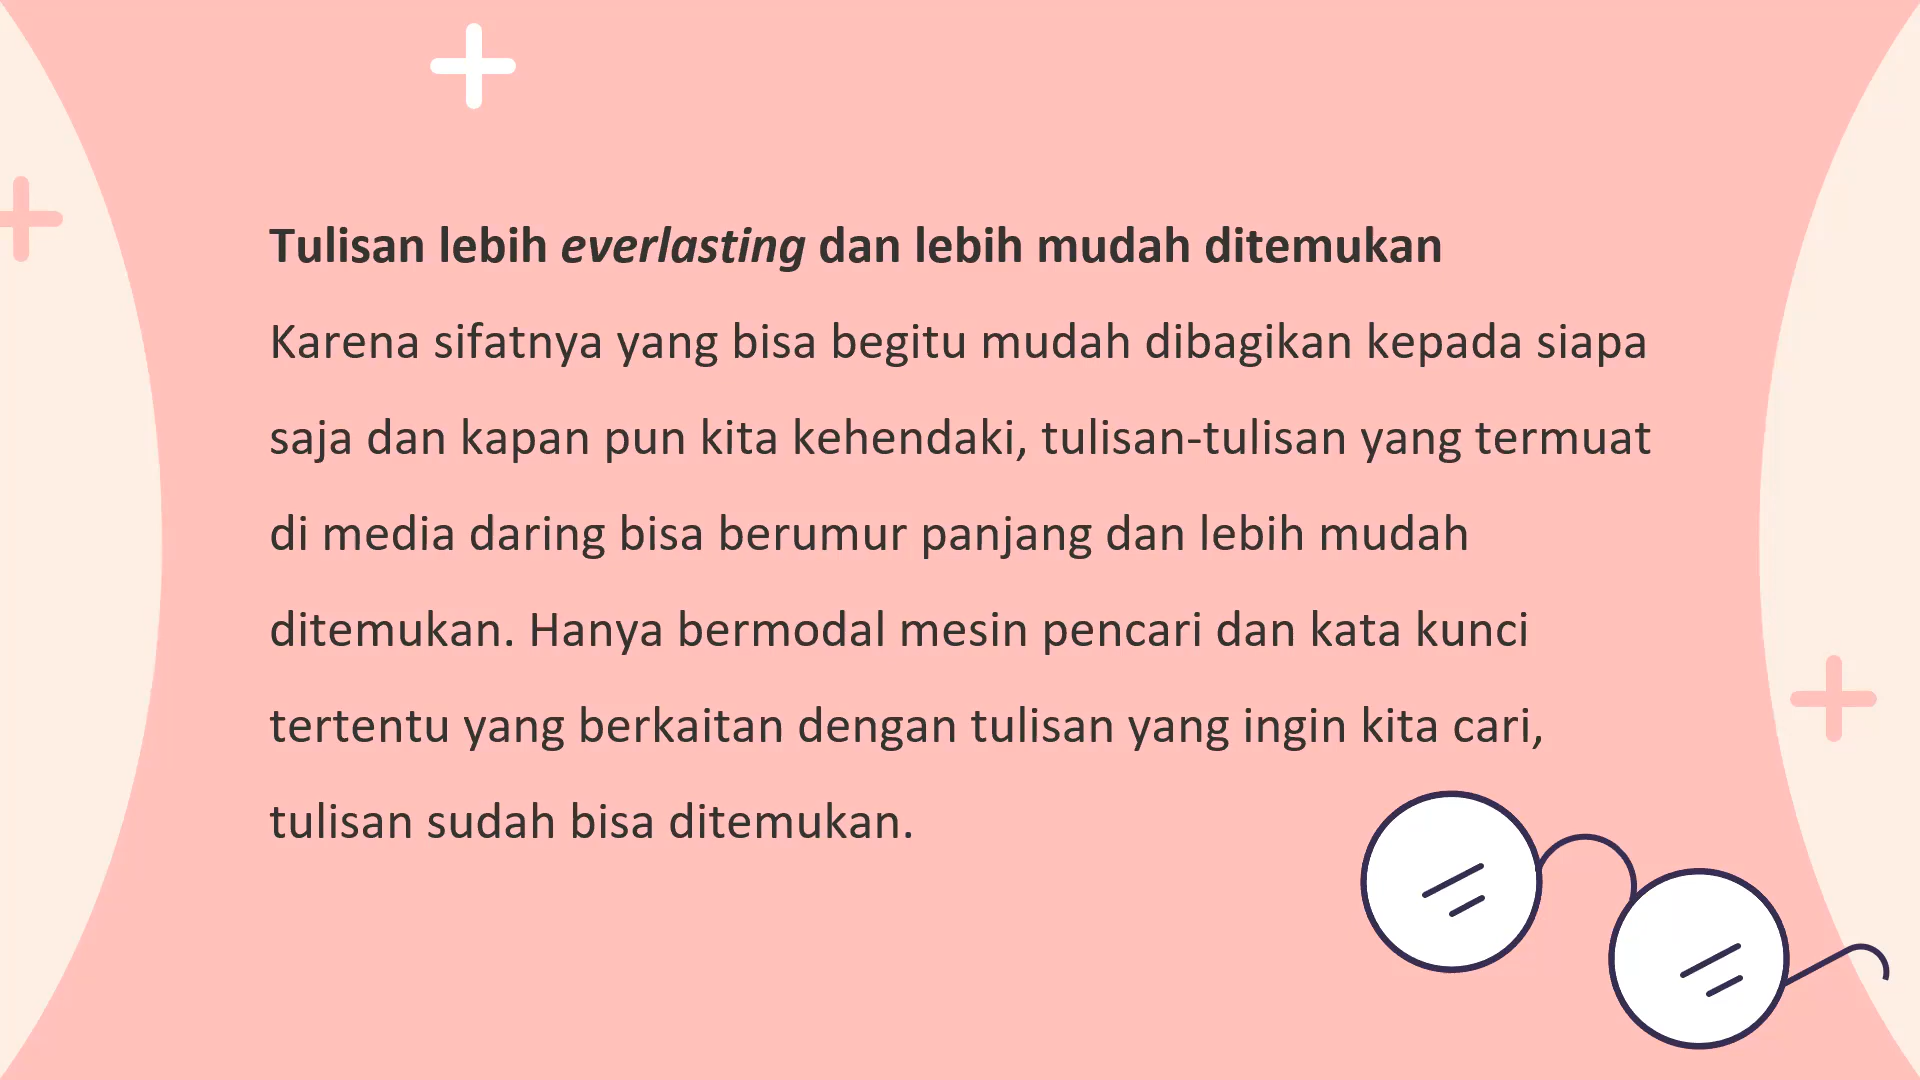 Tulisan lebih everlasting dan lebih mudah ditemukan
Karena sifatnya yang bisa begitu mudah dibagikan kepada siapa
saja dan kapan pun kita kehendaki, tulisan-tulisan yang termuat
di media daring bisa berumur panjang dan lebih mudah
ditemukan. Hanya bermodal mesin pencari dan kata kunci
tertentu yang berkaitan dengan tulisan yang ingin kita cari,
tulisan sudah bisa ditemukan.